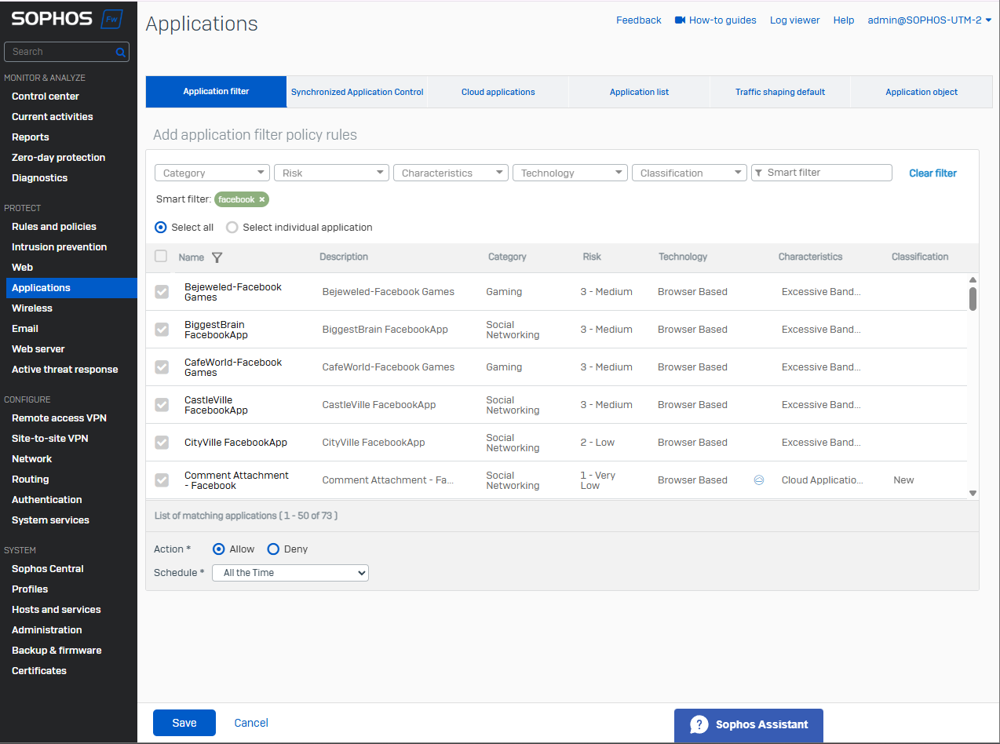 SOPHOS Fw
Search
MONITOR & ANALYZE
Control center
Current activities
Reports
Zero-day protection
Diagnostics
PROTECT
Rules and policies
Intrusion prevention
Web
Applications
Wireless
Email
Web server
Active threat response
CONFIGURE
Remote access VPN
Site-to-site VPN
Network
Routing
Authentication
System services
SYSTEM
Sophos Central
Profiles
Hosts and services
Administration
Backup & firmware
Certificates
Applications
Feedback How-to guides Log viewer Help admin@SOPHOS-UTM-2
Application filter Synchronized Application Control Cloud applications Application list Traffic shaping default Application object
Add application filter policy rules
Category Risk Characteristics Technology Classification Smart filter Clear filter
Smart filter: facebook ×
Select all Select individual application
Name Description Category Risk Technology Characteristics Classification
Bejeweled-Facebook Games Bejeweled-Facebook Games Gaming 3 - Medium Browser Based Excessive Band...
BiggestBrain FacebookApp BiggestBrain FacebookApp Social Networking 3 - Medium Browser Based Excessive Band...
CafeWorld-Facebook Games CafeWorld-Facebook Games Gaming 3 - Medium Browser Based Excessive Band...
CastleVille FacebookApp CastleVille FacebookApp Social Networking 3 - Medium Browser Based Excessive Band...
CityVille FacebookApp CityVille FacebookApp Social Networking 2 - Low Browser Based Excessive Band...
Comment Attachment - Facebook Comment Attachment - Fa... Social Networking 1 - Very Low Browser Based Cloud Applicatio... New
List of matching applications ( 1 - 50 of 73 )
Action * Allow Deny
Schedule * All the Time
Save Cancel
? Sophos Assistant